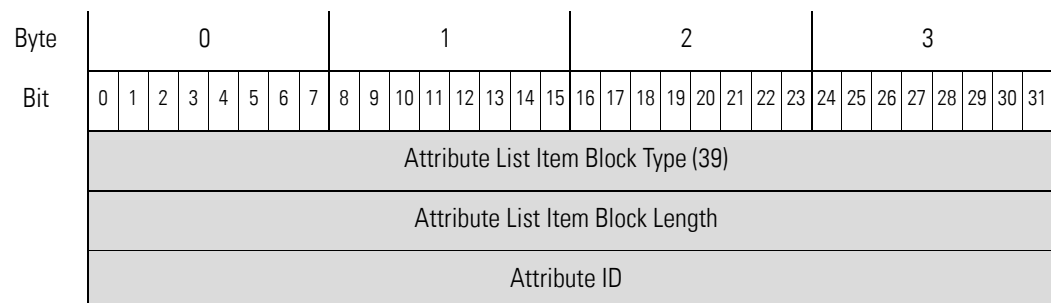 Byte 0 1 2 3
Bit 0 1 2 3 4 5 6 7 8 9 10 11 12 13 14 15 16 17 18 19 20 21 22 23 24 25 26 27 28 29 30 31
Attribute List Item Block Type (39)
Attribute List Item Block Length
Attribute ID